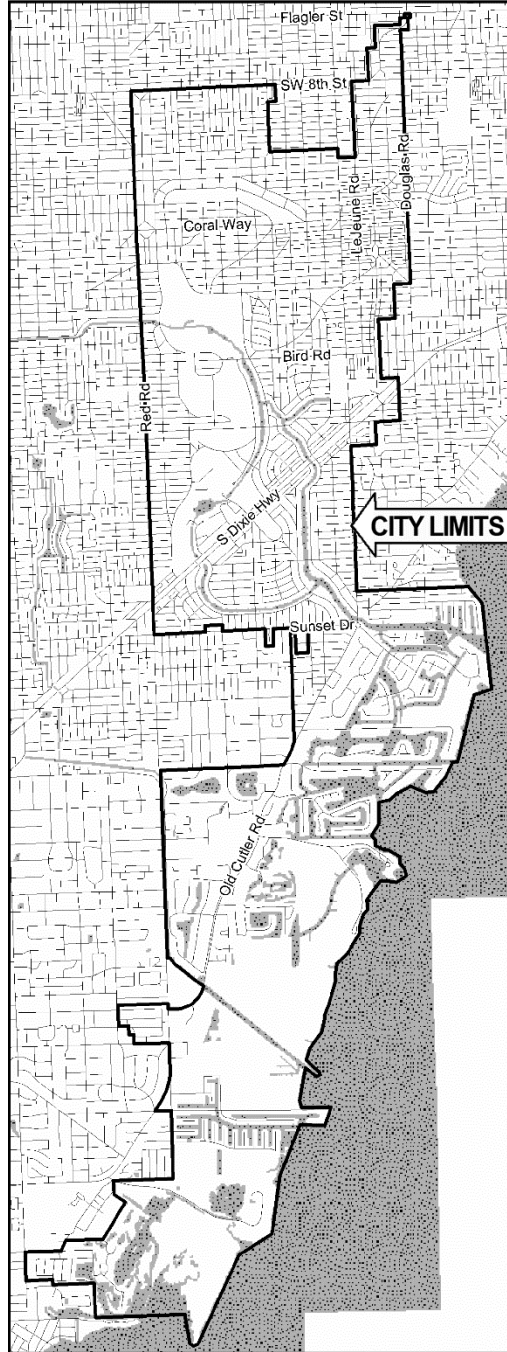 Flagler St
SW 8th St
Douglas Rd
LeJeune Rd
Coral Way
Bird Rd
Red Rd
S Dixie Hwy
CITY LIMITS
Sunset Dr
Old Cutler Rd